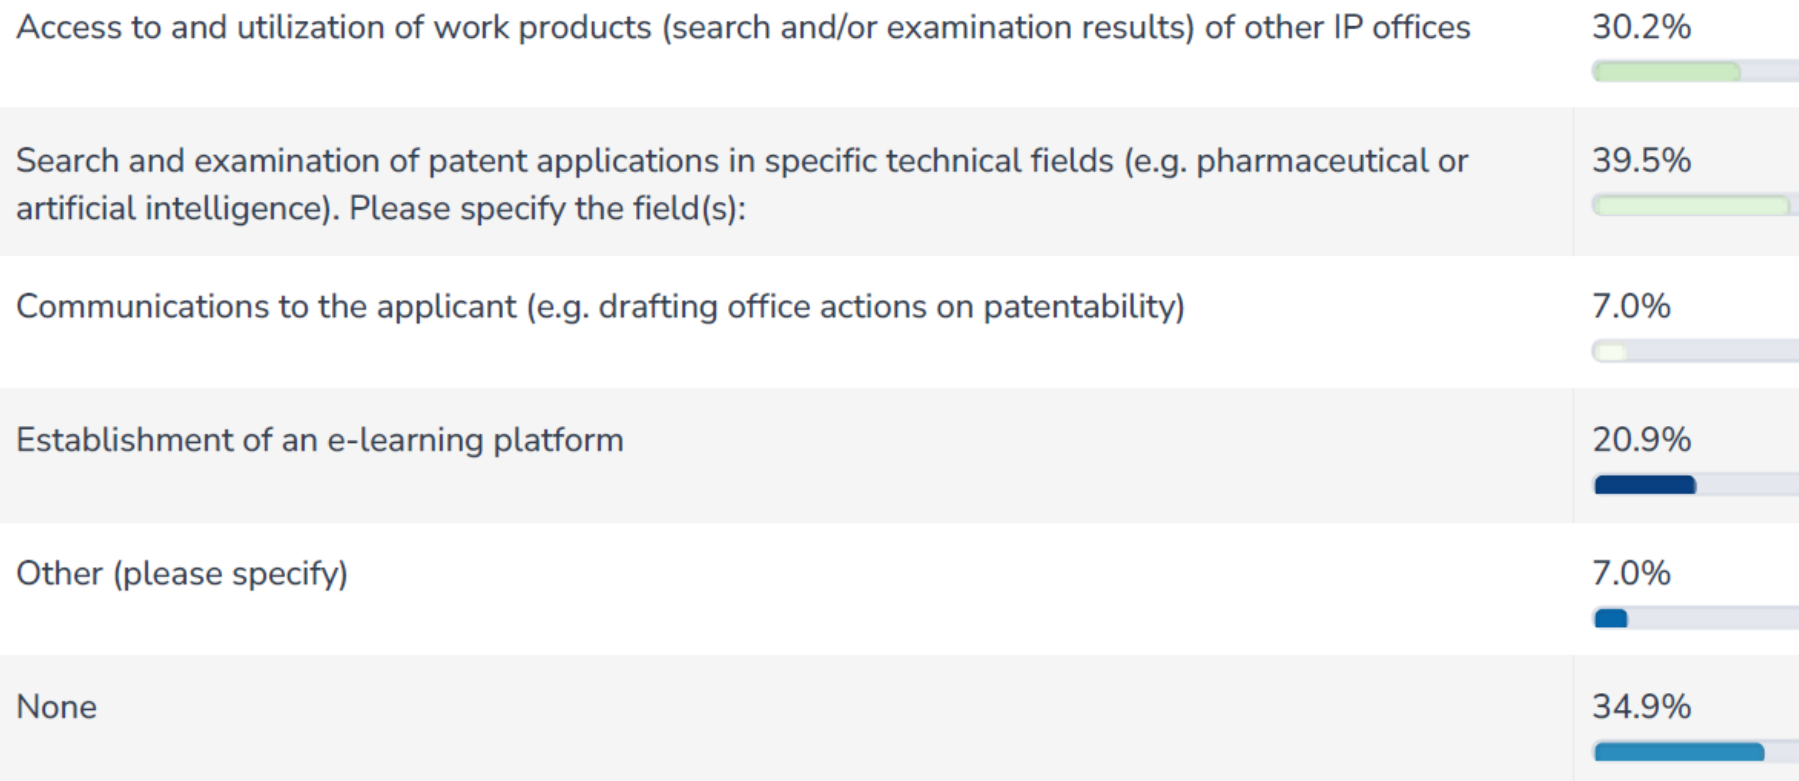 Access to and utilization of work products (search and/or examination results) of other IP offices 30.2%
Search and examination of patent applications in specific technical fields (e.g. pharmaceutical or 39.5%
artificial intelligence). Please specify the field(s):
Communications to the applicant (e.g. drafting office actions on patentability) 7.0%
Establishment of an e-learning platform 20.9%
Other (please specify) 7.0%
None 34.9%